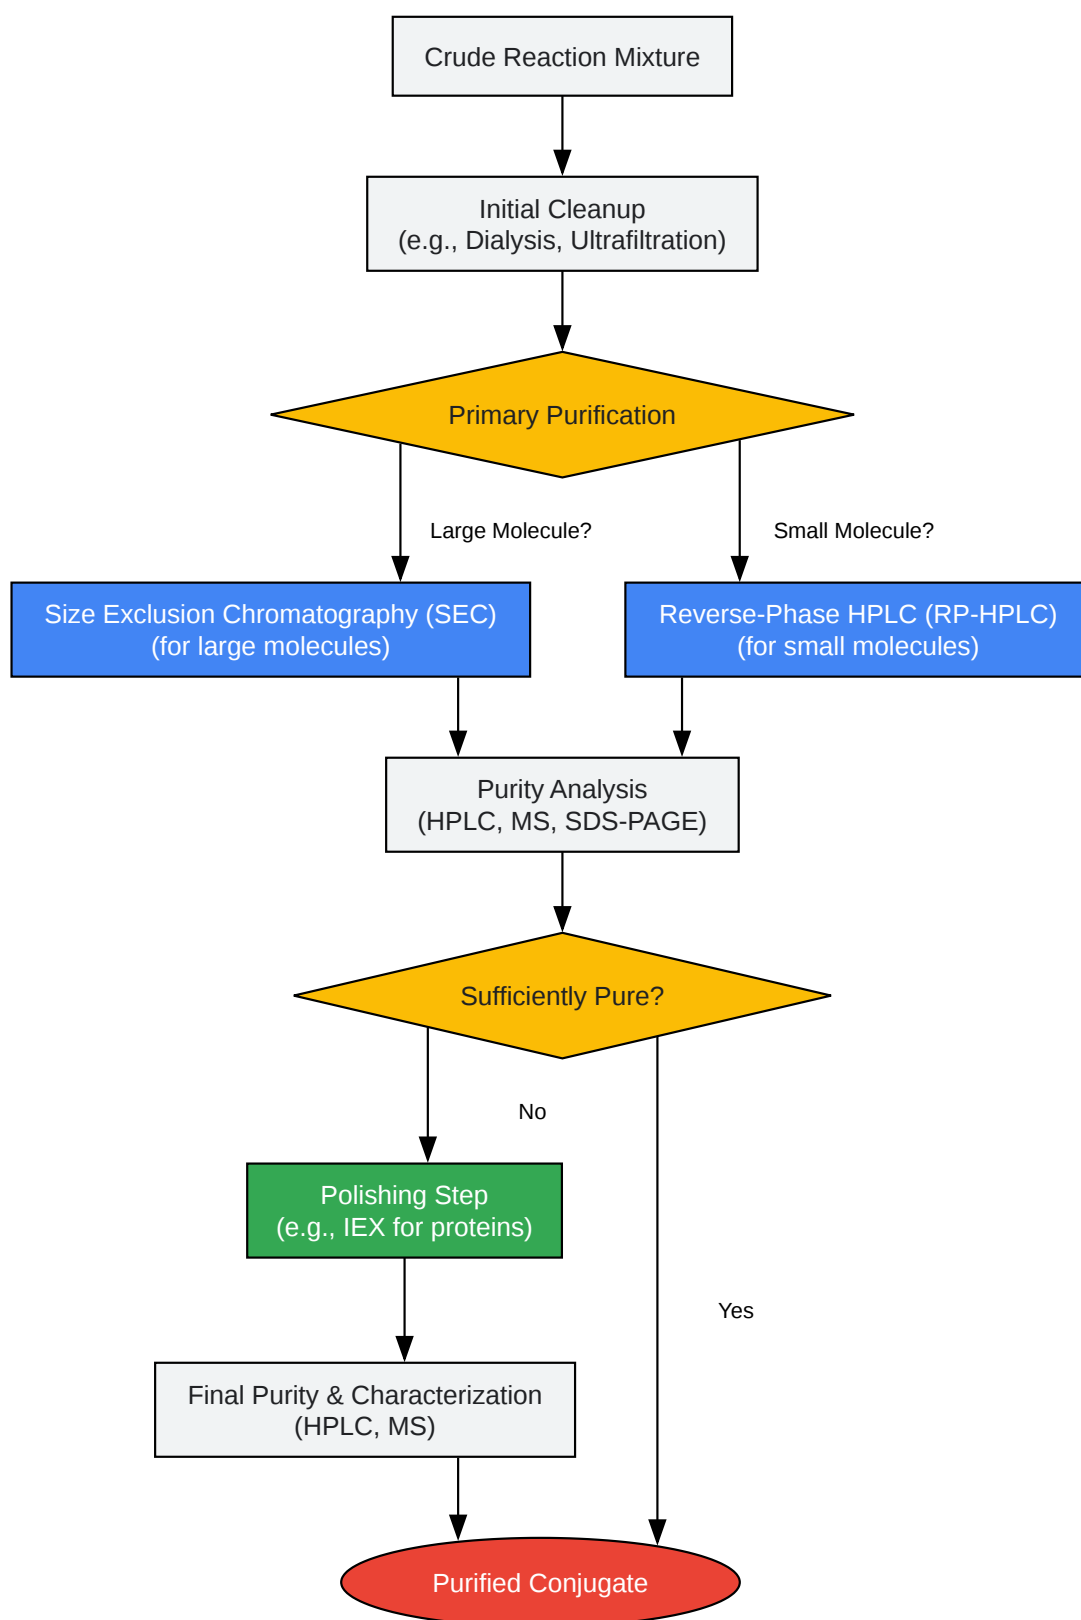 Crude Reaction Mixture
Initial Cleanup
(e.g., Dialysis, Ultrafiltration)
Primary Purification
Large Molecule?
Small Molecule?
Size Exclusion Chromatography (SEC)
(for large molecules)
Reverse-Phase HPLC (RP-HPLC)
(for small molecules)
Purity Analysis
(HPLC, MS, SDS-PAGE)
Sufficiently Pure?
No
Polishing Step
(e.g., IEX for proteins)
Yes
Final Purity & Characterization
(HPLC, MS)
Purified Conjugate